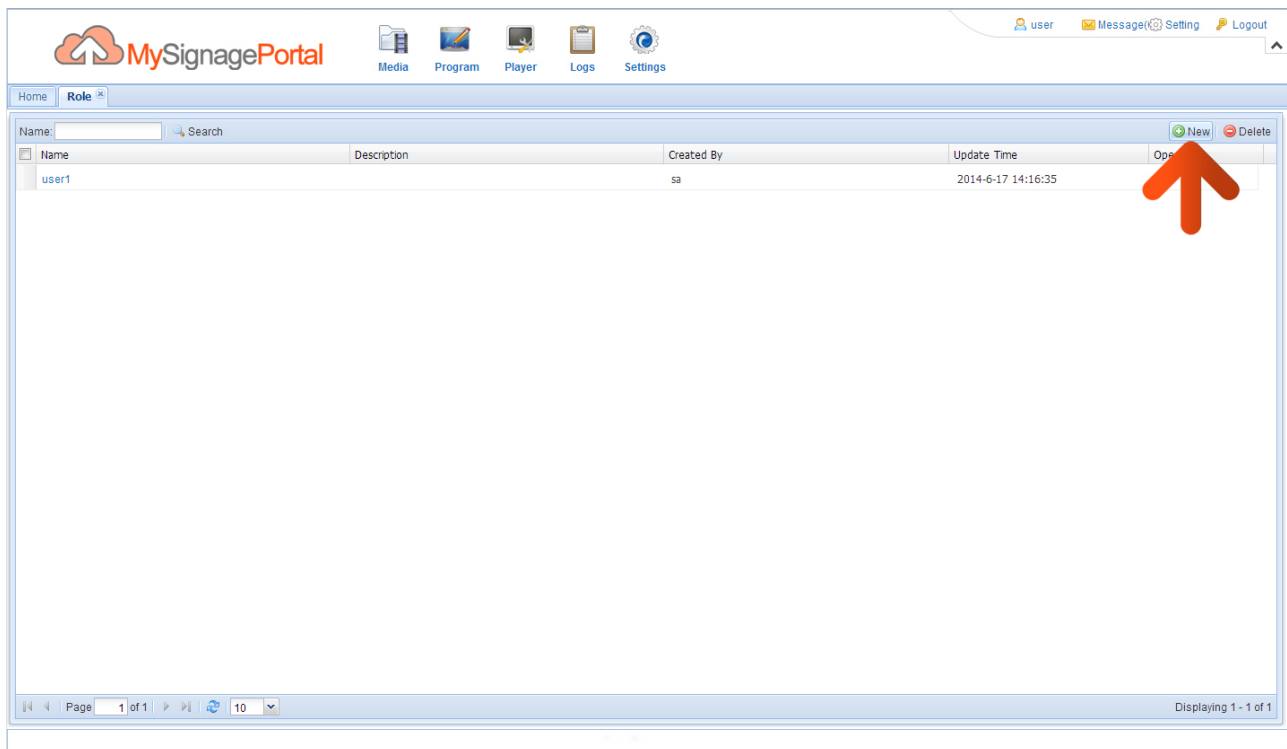 user Message( Setting Logout
MySignagePortal
Media Program Player Logs Settings
Home Role
Name: Search New Delete
Name Description Created By Update Time Ope
user1 sa 2014-6-17 14:16:35
Page 1 of 1 10 Displaying 1 - 1 of 1